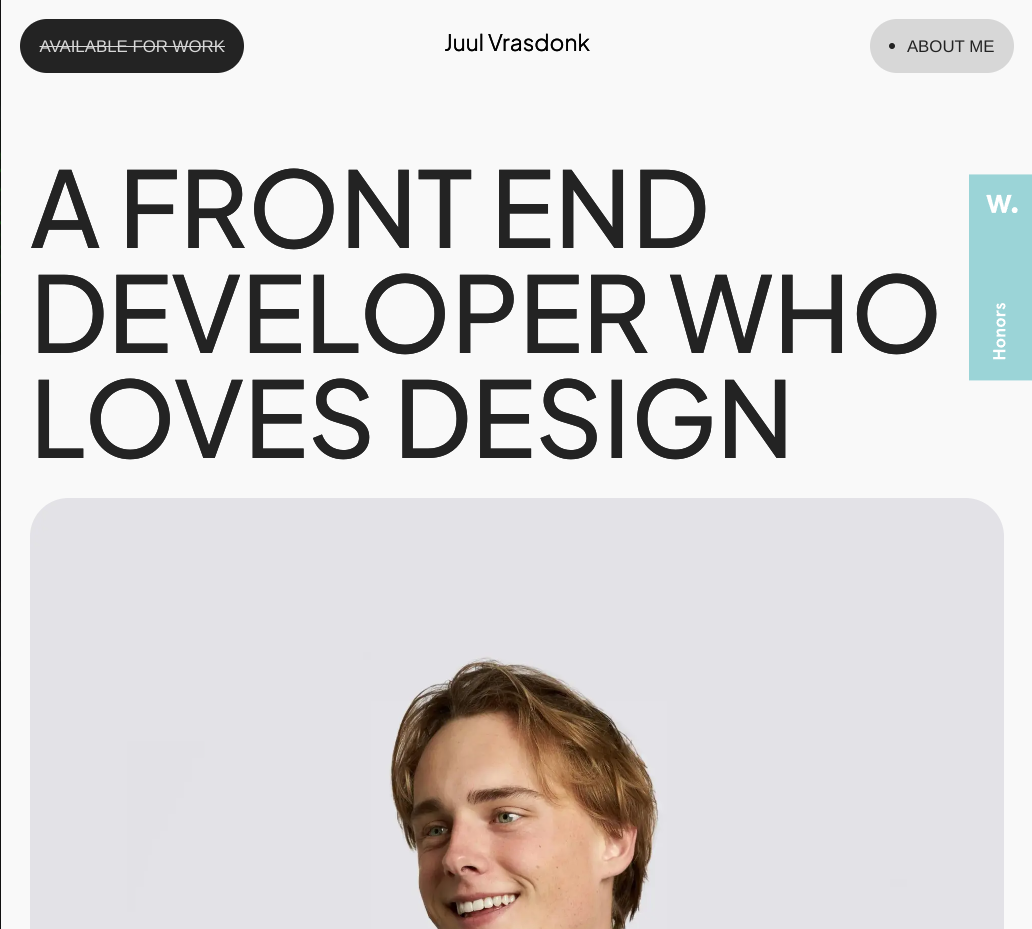 AVAILABLE FOR WORK
Juul Vrasdonk
• ABOUT ME
A FRONT END
DEVELOPER WHO
LOVES DESIGN
W.
Honors